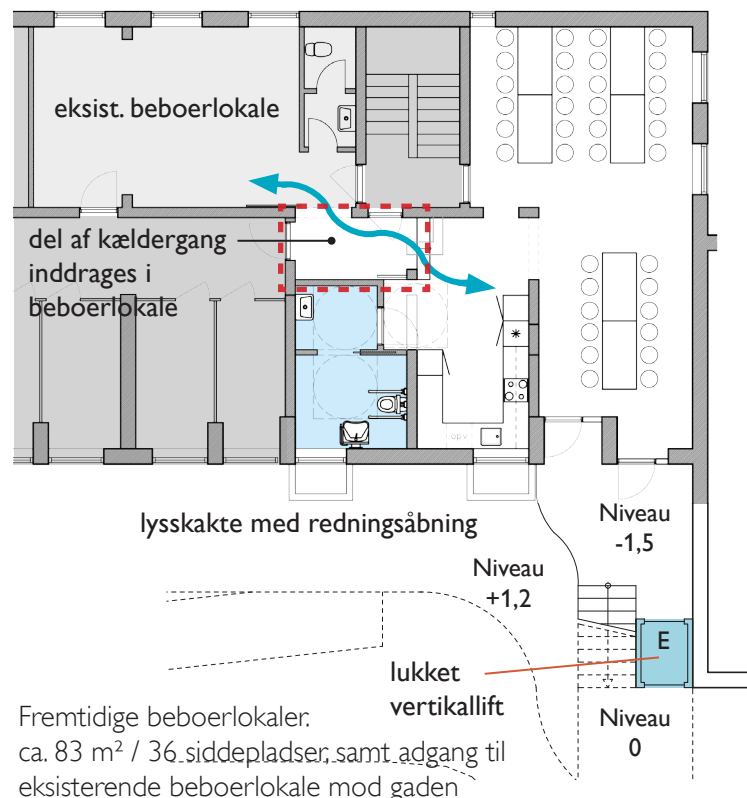 eksist. beboerlokale
del af kældergang
inddrages i
beboerlokale
opv
lysskakte med redningsåbning
Niveau
-1,5
Niveau
+1,2
E
lukket
vertikallift
Niveau
0
Fremtidige beboerlokaler.
ca. 83 m² / 36 siddepladser, samt adgang til
eksisterende beboerlokale mod gaden